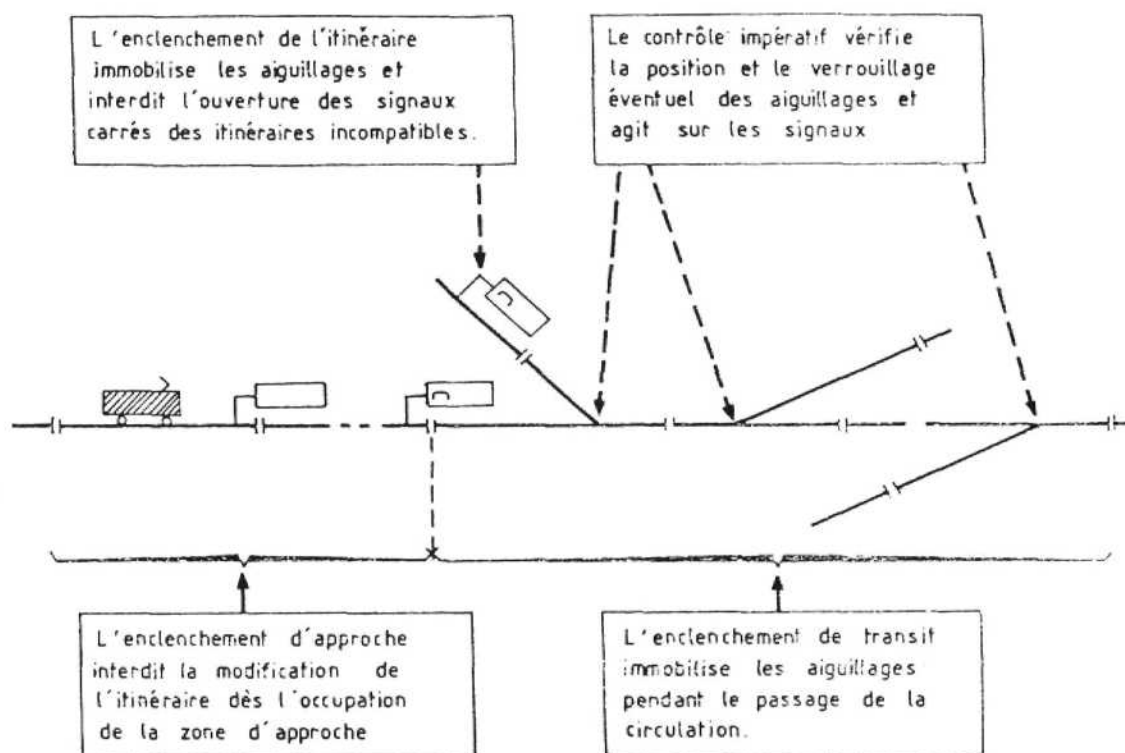 L'enclenchement de l'itinéraire
immobilise les aiguillages et
interdit l'ouverture des signaux
carrés des itinéraires incompatibles.
Le contrôle impératif vérifie
la position et le verrouillage
éventuel des aiguillages et
agit sur les signaux
L'enclenchement d'approche
interdit la modification de
l'itinéraire dès l'occupation
de la zone d'approche
L'enclenchement de transit
immobilise les aiguillages
pendant le passage de la
circulation.